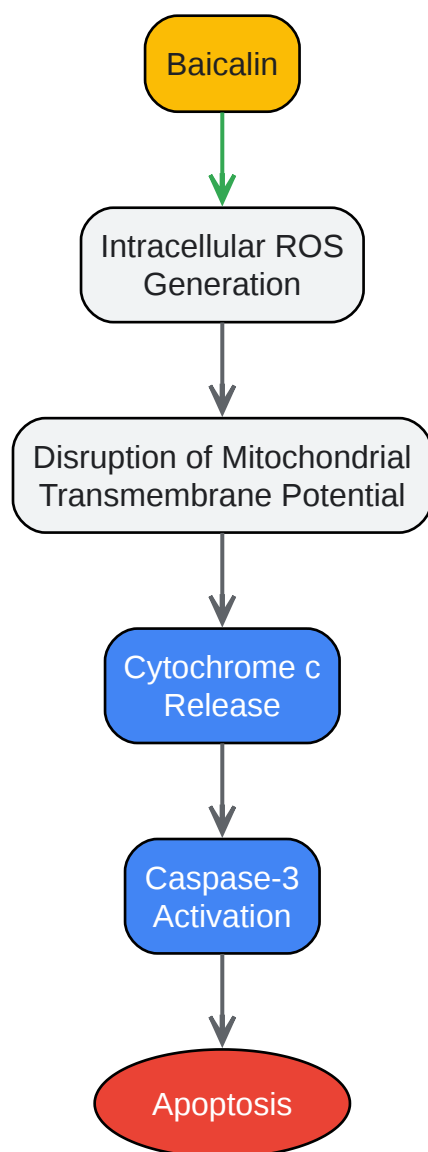 Baicalin
Intracellular ROS
Generation
Disruption of Mitochondrial
Transmembrane Potential
Cytochrome c
Release
Caspase-3
Activation
Apoptosis